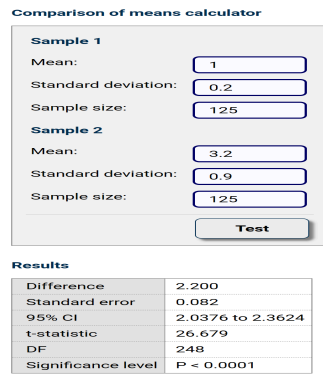 Comparison of means calculator
Sample 1
Mean: 1
Standard deviation: 0.2
Sample size: 125
Sample 2
Mean: 3.2
Standard deviation: 0.9
Sample size: 125
Test
Results
Difference 2.200
Standard error 0.082
95% CI 2.0376 to 2.3624
t-statistic 26.679
DF 248
Significance level P < 0.0001